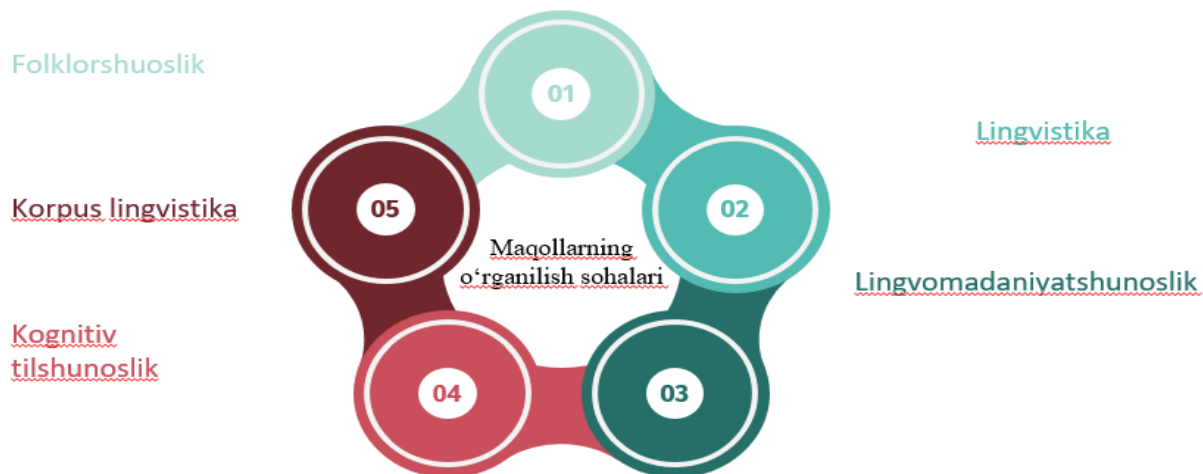 Folklorshuoslik
01
Lingvistika
02
Korpus lingvistika
05
Maqollarning
o‘rganilish sohalari
Lingvomadaniyatshunoslik
Kognitiv
tilshunoslik
04
03